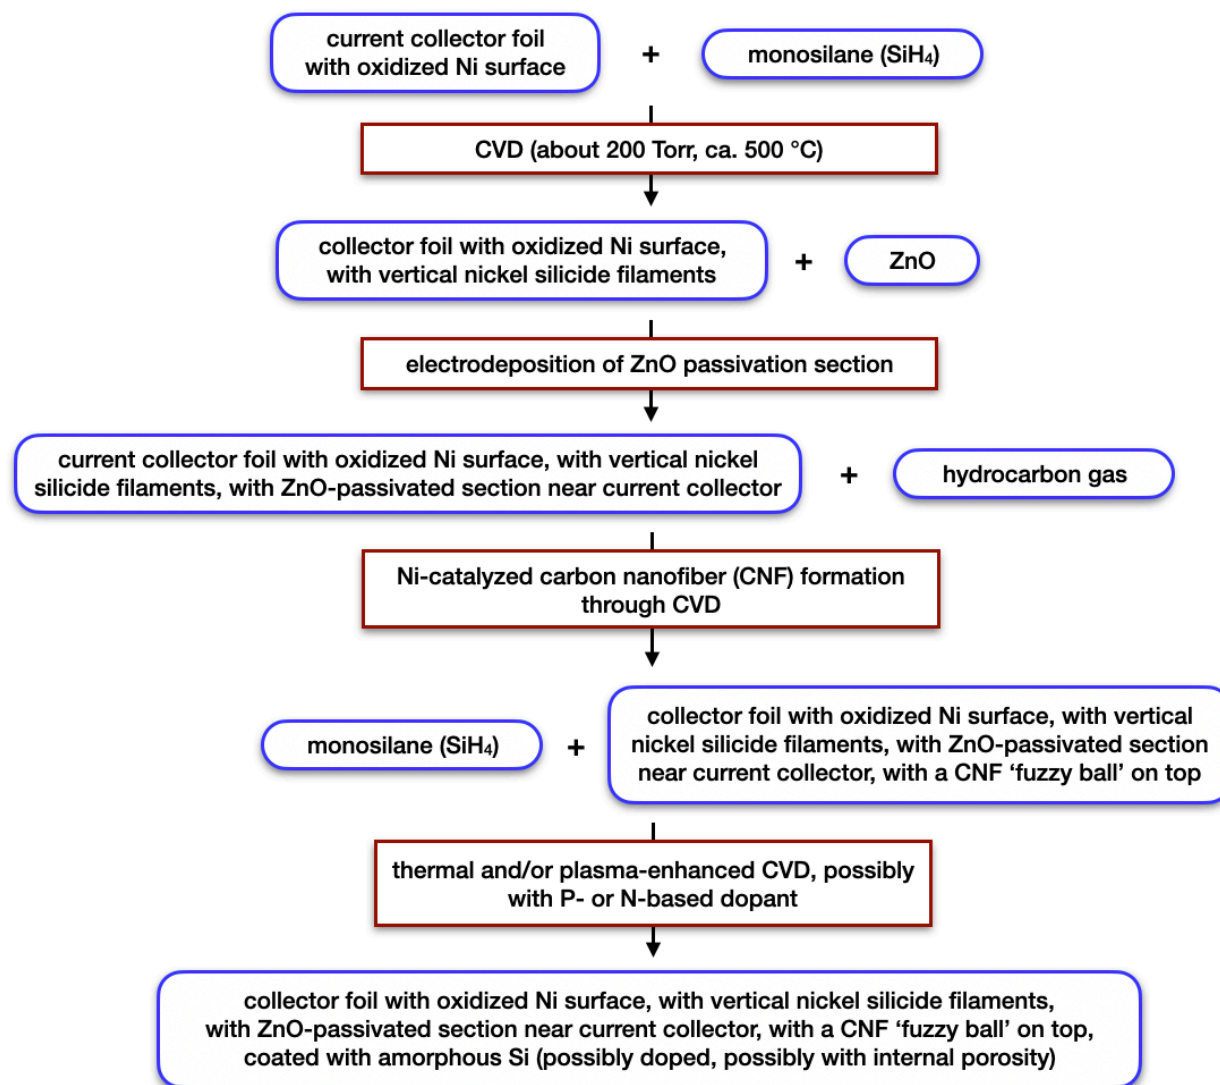 current collector foil
with oxidized Ni surface
+
monosilane (SiH₄)
CVD (about 200 Torr, ca. 500 °C)
collector foil with oxidized Ni surface,
with vertical nickel silicide filaments
+
ZnO
electrodeposition of ZnO passivation section
current collector foil with oxidized Ni surface, with vertical nickel
silicide filaments, with ZnO-passivated section near current collector
+
hydrocarbon gas
Ni-catalyzed carbon nanofiber (CNF) formation
through CVD
monosilane (SiH₄)
+
collector foil with oxidized Ni surface, with vertical
nickel silicide filaments, with ZnO-passivated section
near current collector, with a CNF ‘fuzzy ball’ on top
thermal and/or plasma-enhanced CVD, possibly
with P- or N-based dopant
collector foil with oxidized Ni surface, with vertical nickel silicide filaments,
with ZnO-passivated section near current collector, with a CNF ‘fuzzy ball’ on top,
coated with amorphous Si (possibly doped, possibly with internal porosity)